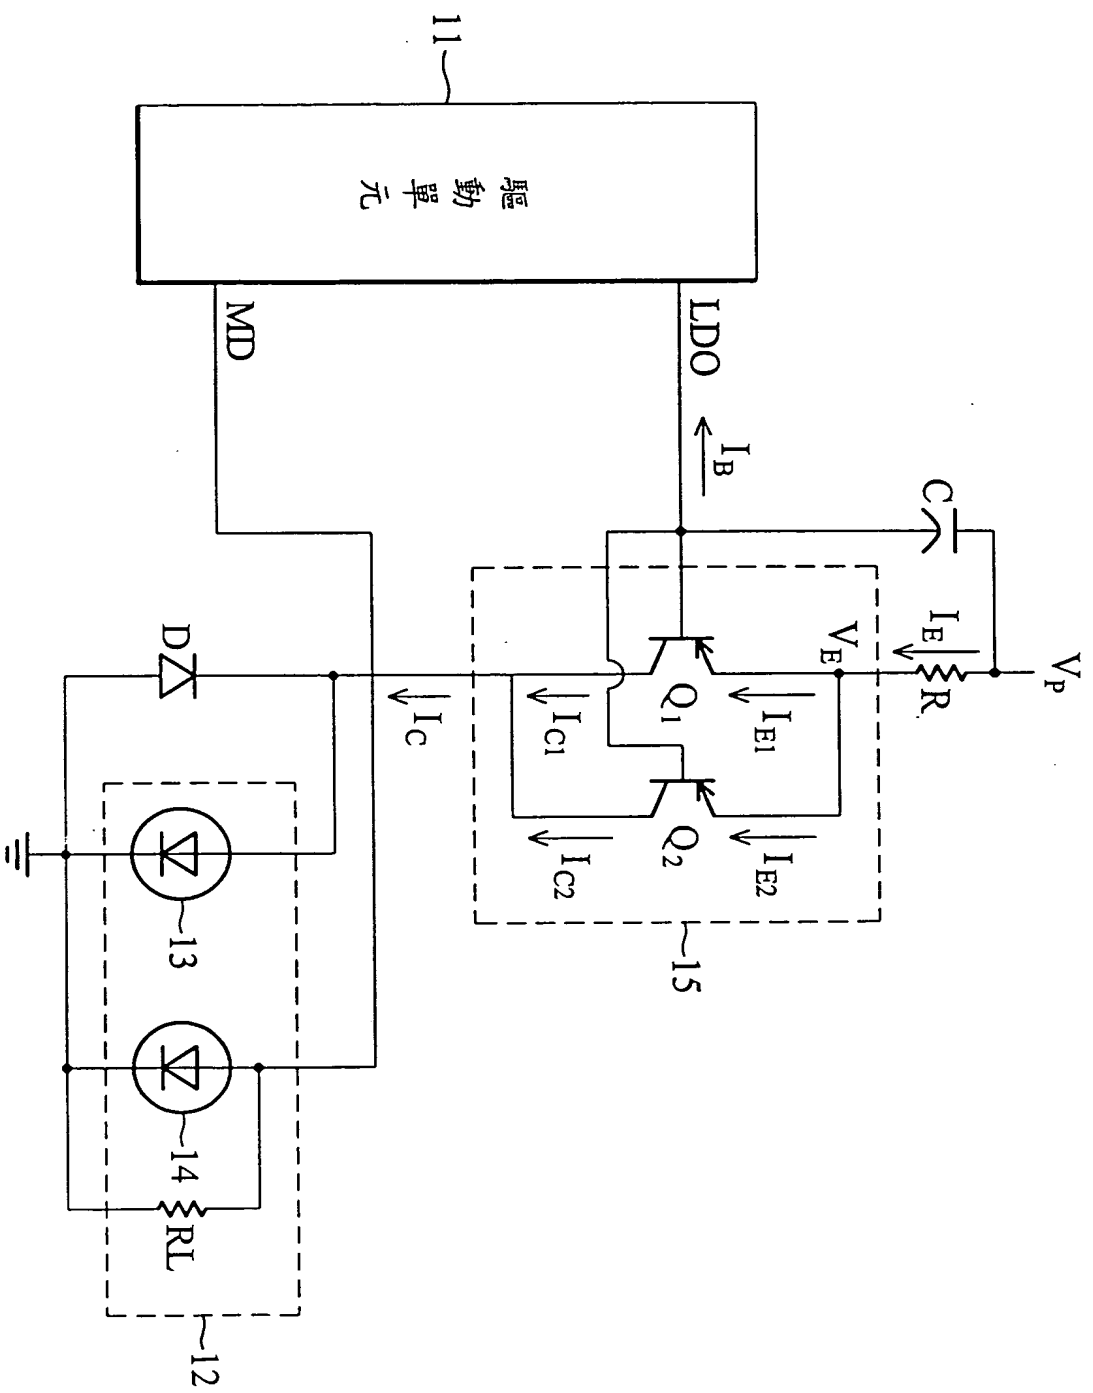 V_P
C
I_E
R
V_E
15
I_E1
I_E2
Q_1
Q_2
LDO
I_B
I_C1
I_C2
11
驅動單元
I_C
MD
12
D
13
14
RL